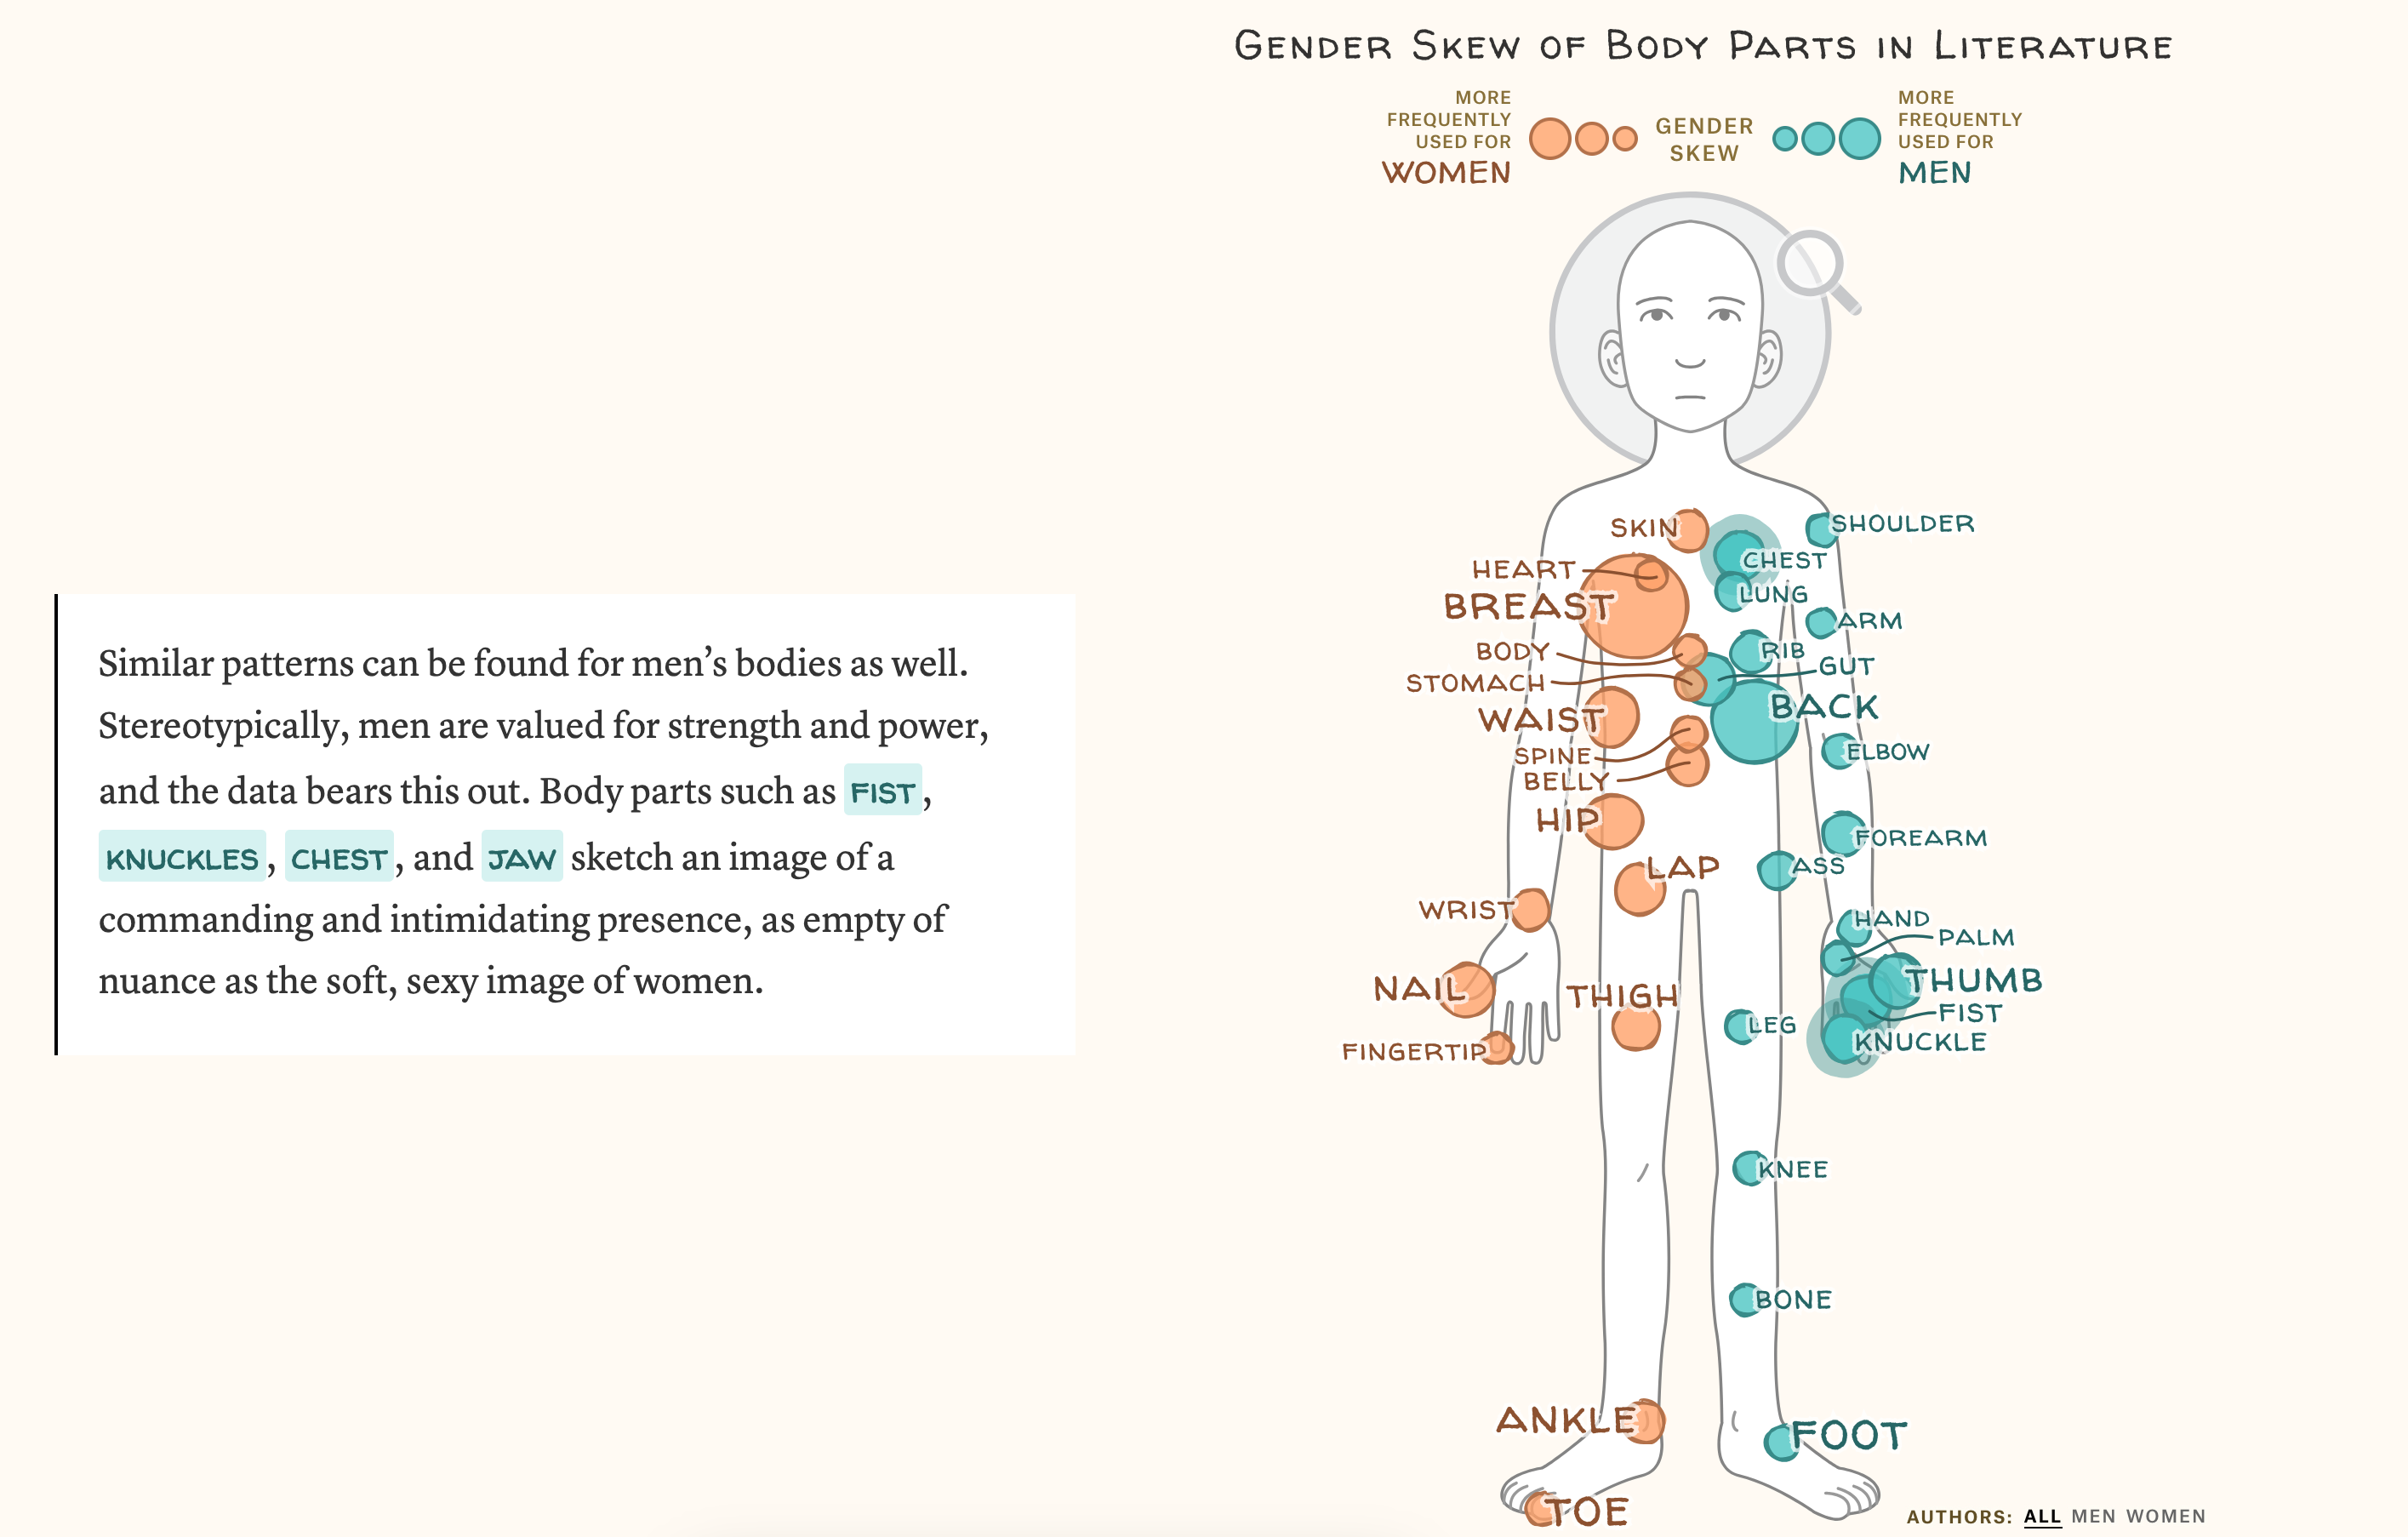 GENDER SKEW OF BODY PARTS IN LITERATURE
MORE
FREQUENTLY
USED FOR
WOMEN
GENDER
SKEW
MORE
FREQUENTLY
USED FOR
MEN
Similar patterns can be found for men’s bodies as well.
Stereotypically, men are valued for strength and power,
and the data bears this out. Body parts such as FIST,
KNUCKLES, CHEST, and JAW sketch an image of a
commanding and intimidating presence, as empty of
nuance as the soft, sexy image of women.
SKIN
SHOULDER
HEART
CHEST
BREAST
LUNG
ARM
BODY
RIB
STOMACH
GUT
WAIST
BACK
SPINE
ELBOW
BELLY
HIP
FOREARM
LAP
ASS
WRIST
HAND
PALM
NAIL
THUMB
THIGH
FIST
LEG
FINGERTIP
KNUCKLE
KNEE
BONE
ANKLE
FOOT
TOE
AUTHORS: ALL MEN WOMEN